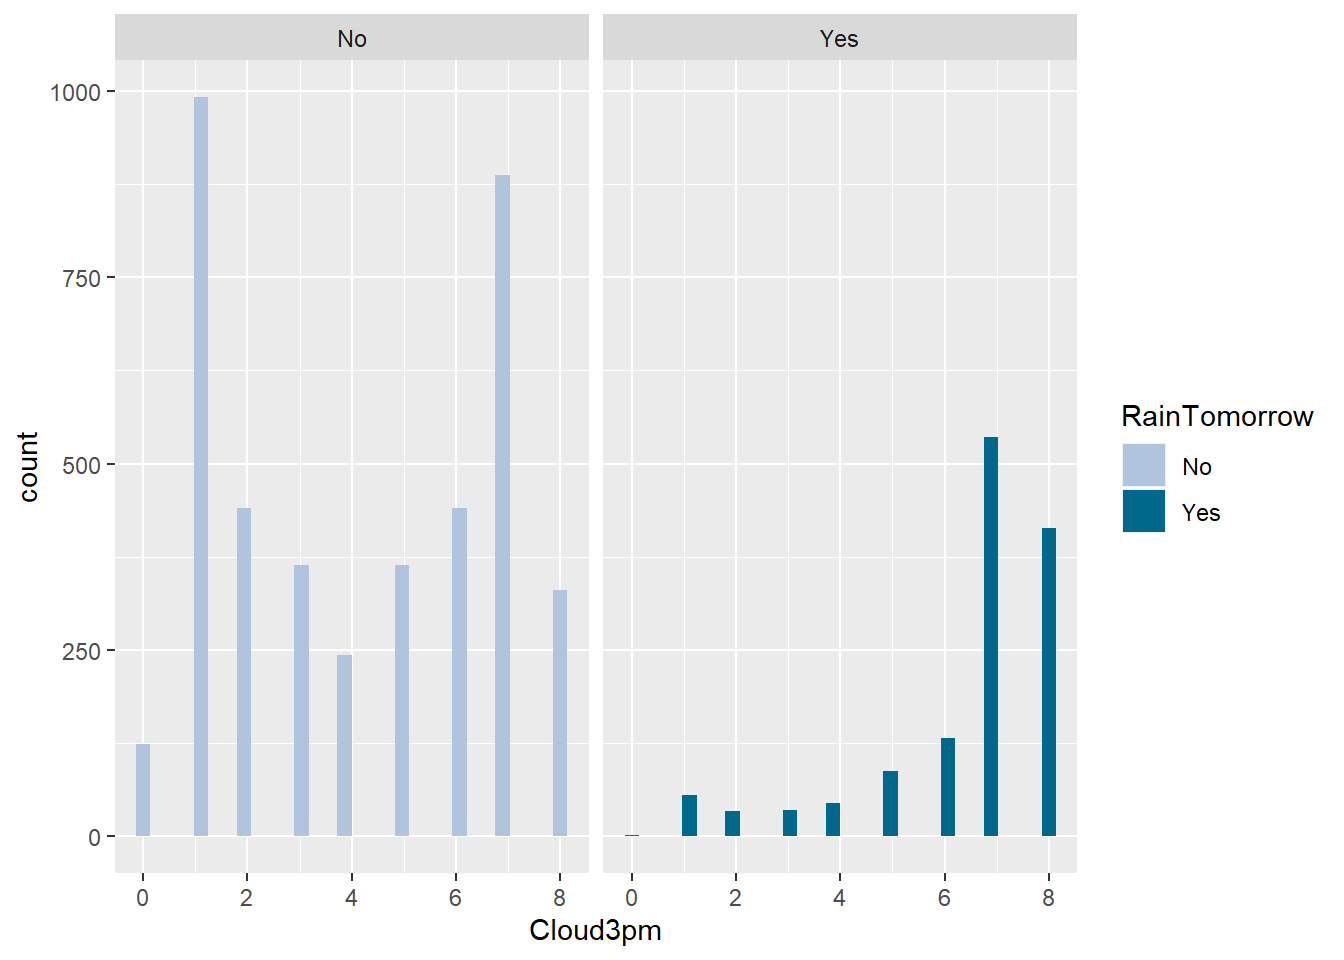 No
Yes
1000
750
500
250
0
count
0 2 4 6 8
0 2 4 6 8
Cloud3pm
RainTomorrow
No
Yes